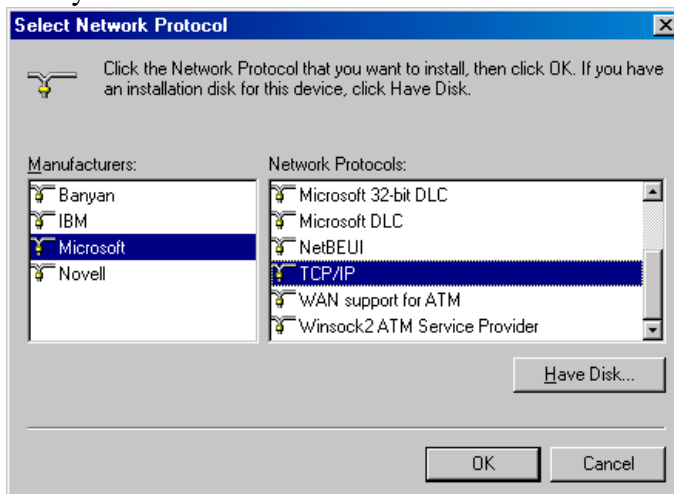 Select Network Protocol
Click the Network Protocol that you want to install, then click OK. If you have
an installation disk for this device, click Have Disk.
Manufacturers:
Banyan
IBM
Microsoft
Novell
Network Protocols:
Microsoft 32-bit DLC
Microsoft DLC
NetBEUI
TCP/IP
WAN support for ATM
Winsock2 ATM Service Provider
Have Disk...
OK
Cancel